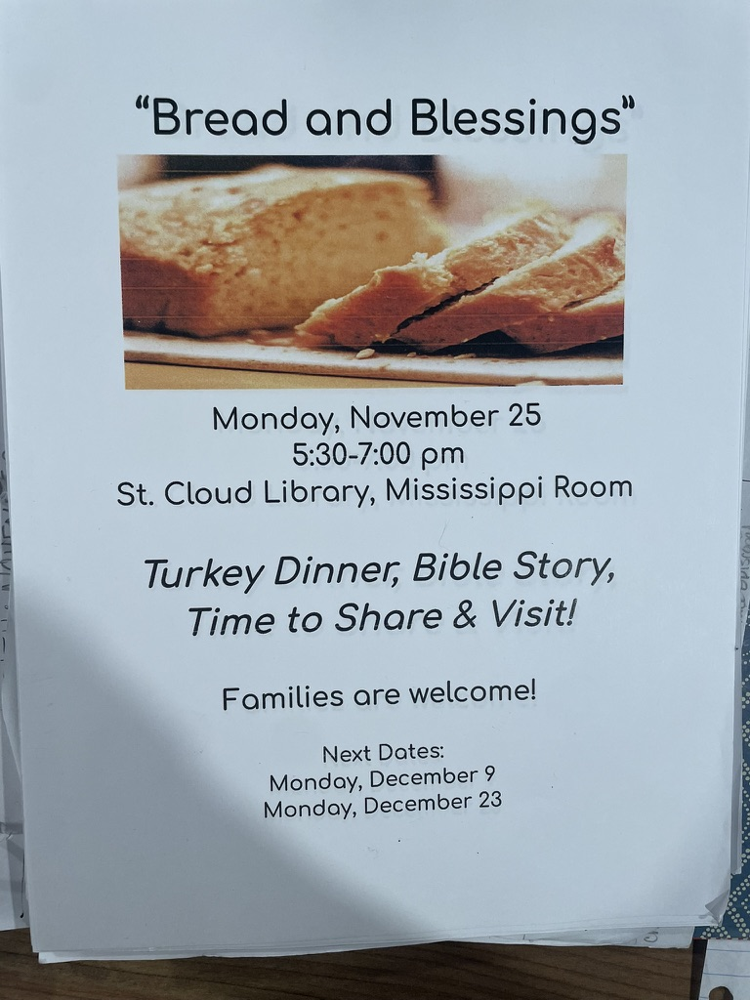 “Bread and Blessings”
Monday, November 25
5:30-7:00 pm
St. Cloud Library, Mississippi Room
Turkey Dinner, Bible Story,
Time to Share & Visit!
Families are welcome!
Next Dates:
Monday, December 9
Monday, December 23